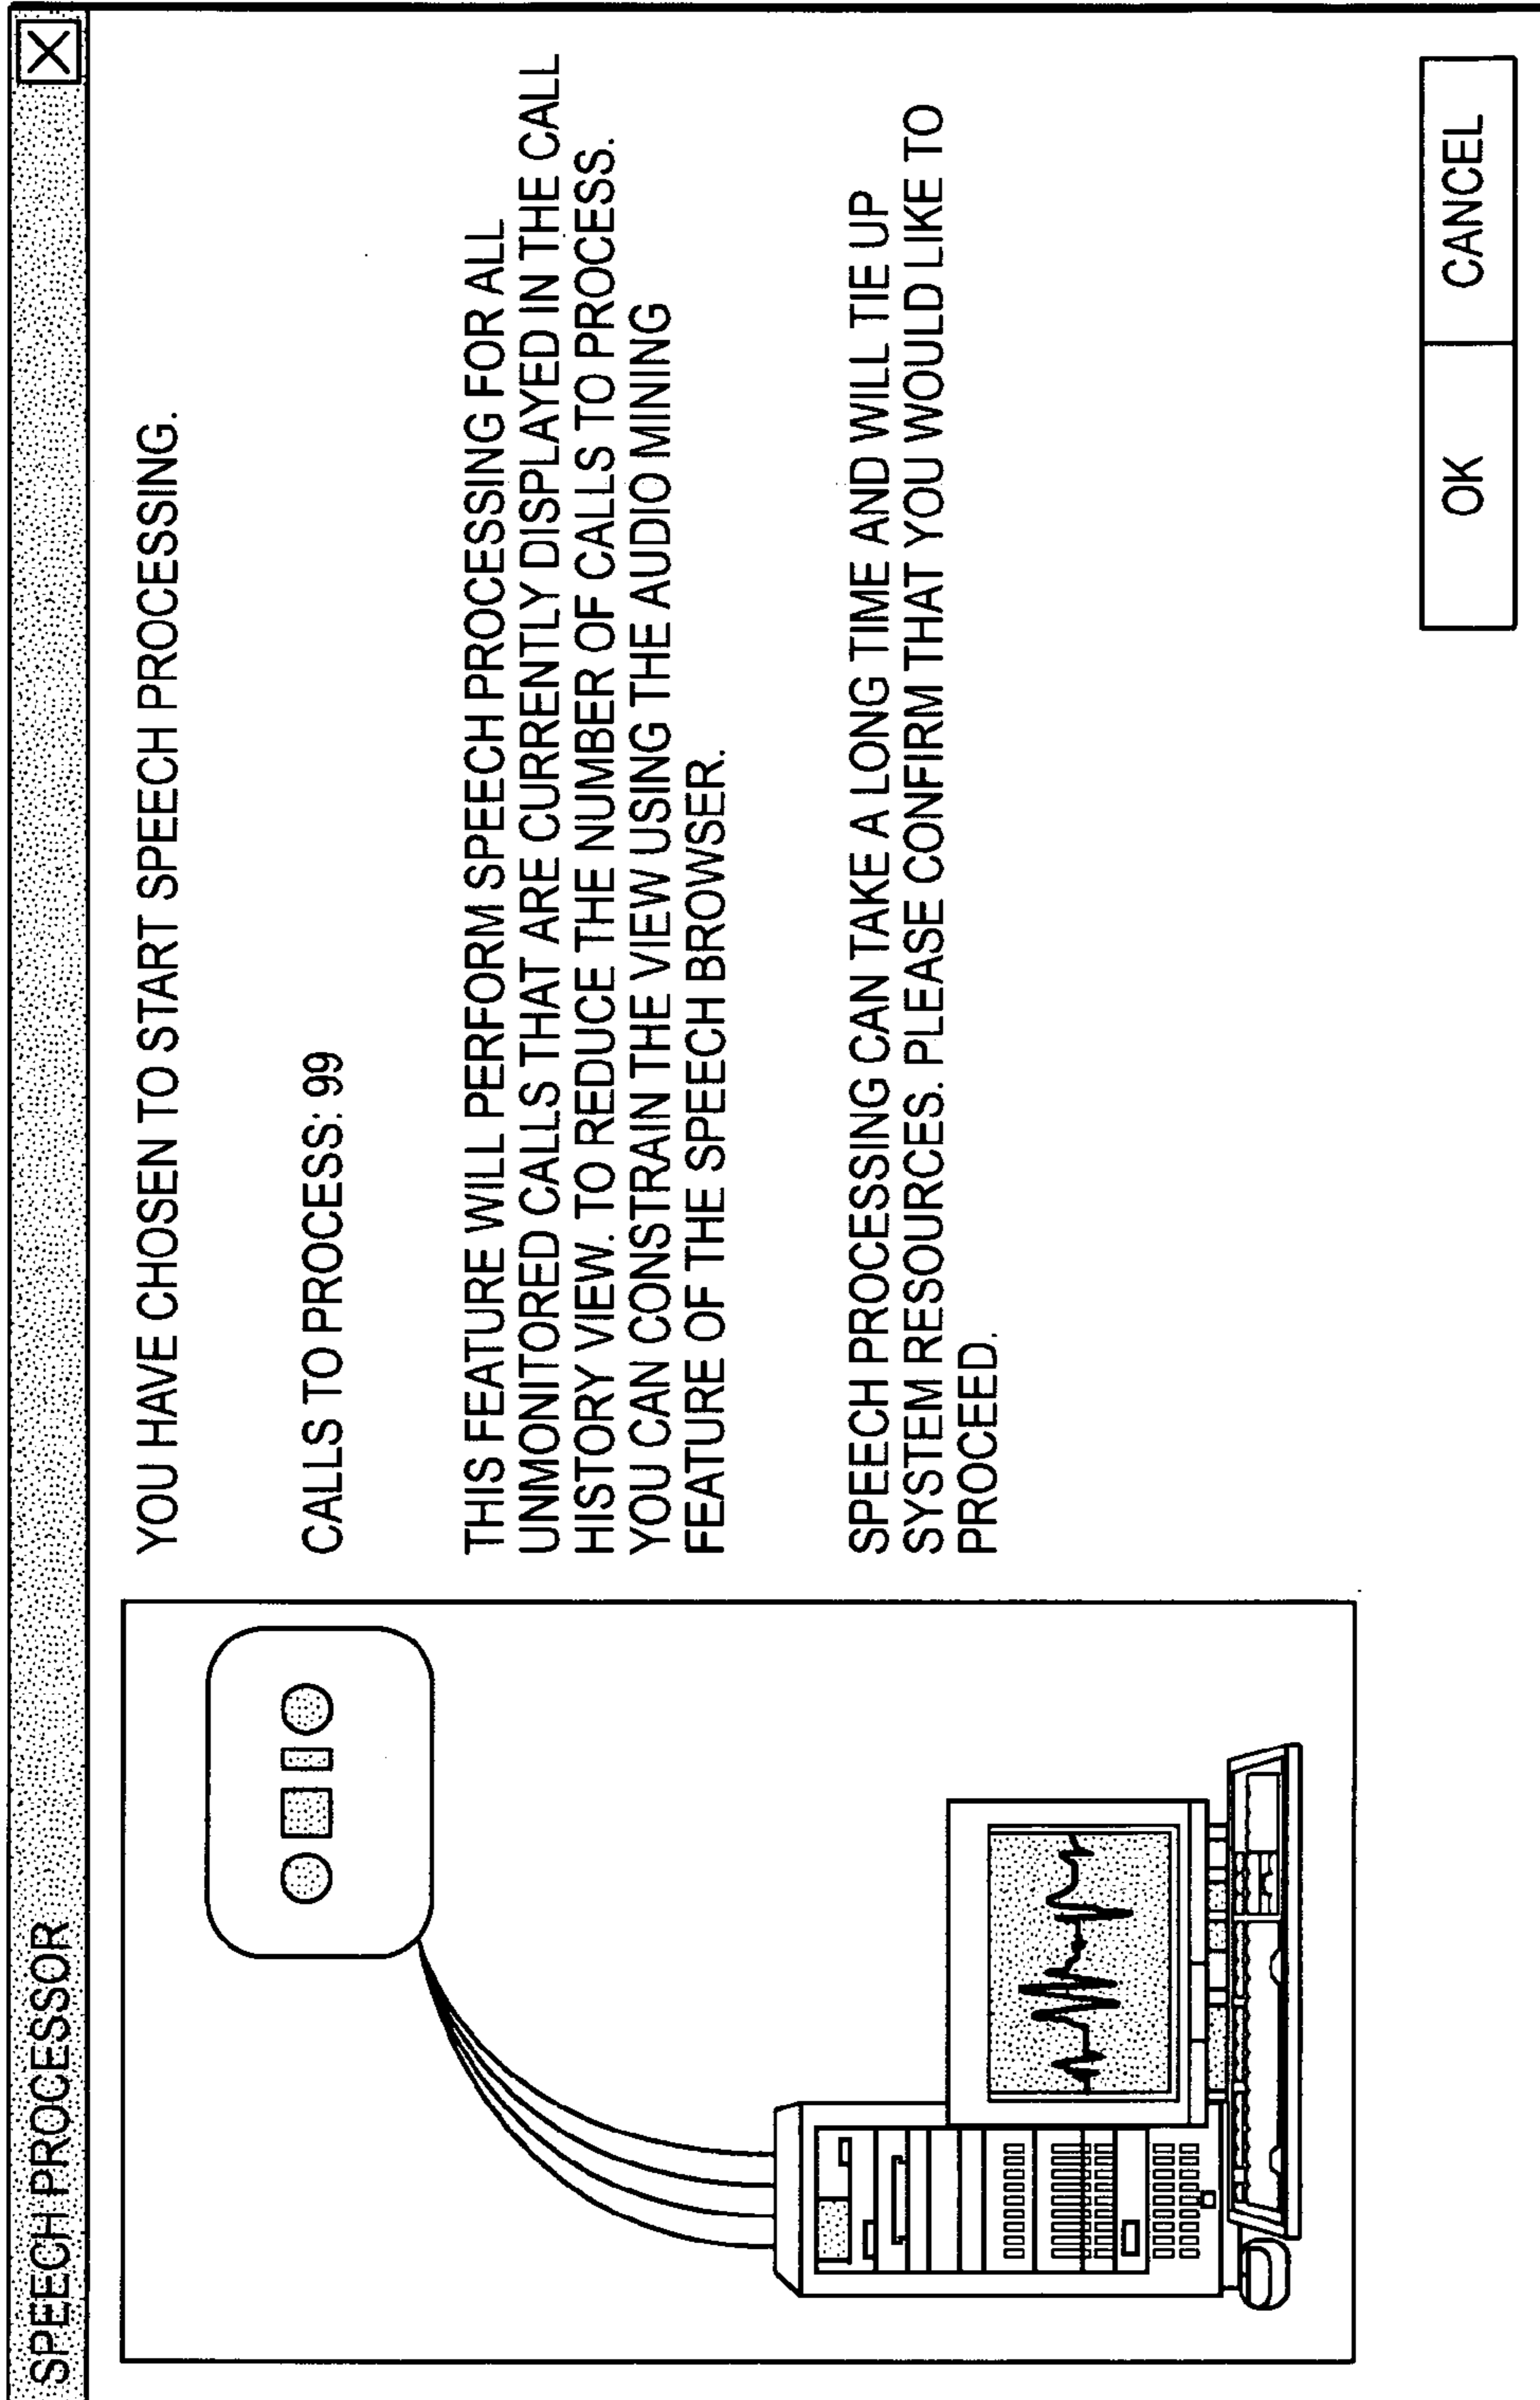 SPEECH PROCESSOR
YOU HAVE CHOSEN TO START SPEECH PROCESSING.
CALLS TO PROCESS: 99
THIS FEATURE WILL PERFORM SPEECH PROCESSING FOR ALL
UNMONITORED CALLS THAT ARE CURRENTLY DISPLAYED IN THE CALL
HISTORY VIEW. TO REDUCE THE NUMBER OF CALLS TO PROCESS.
YOU CAN CONSTRAIN THE VIEW USING THE AUDIO MINING
FEATURE OF THE SPEECH BROWSER.
SPEECH PROCESSING CAN TAKE A LONG TIME AND WILL TIE UP
SYSTEM RESOURCES. PLEASE CONFIRM THAT YOU WOULD LIKE TO
PROCEED.
OK CANCEL